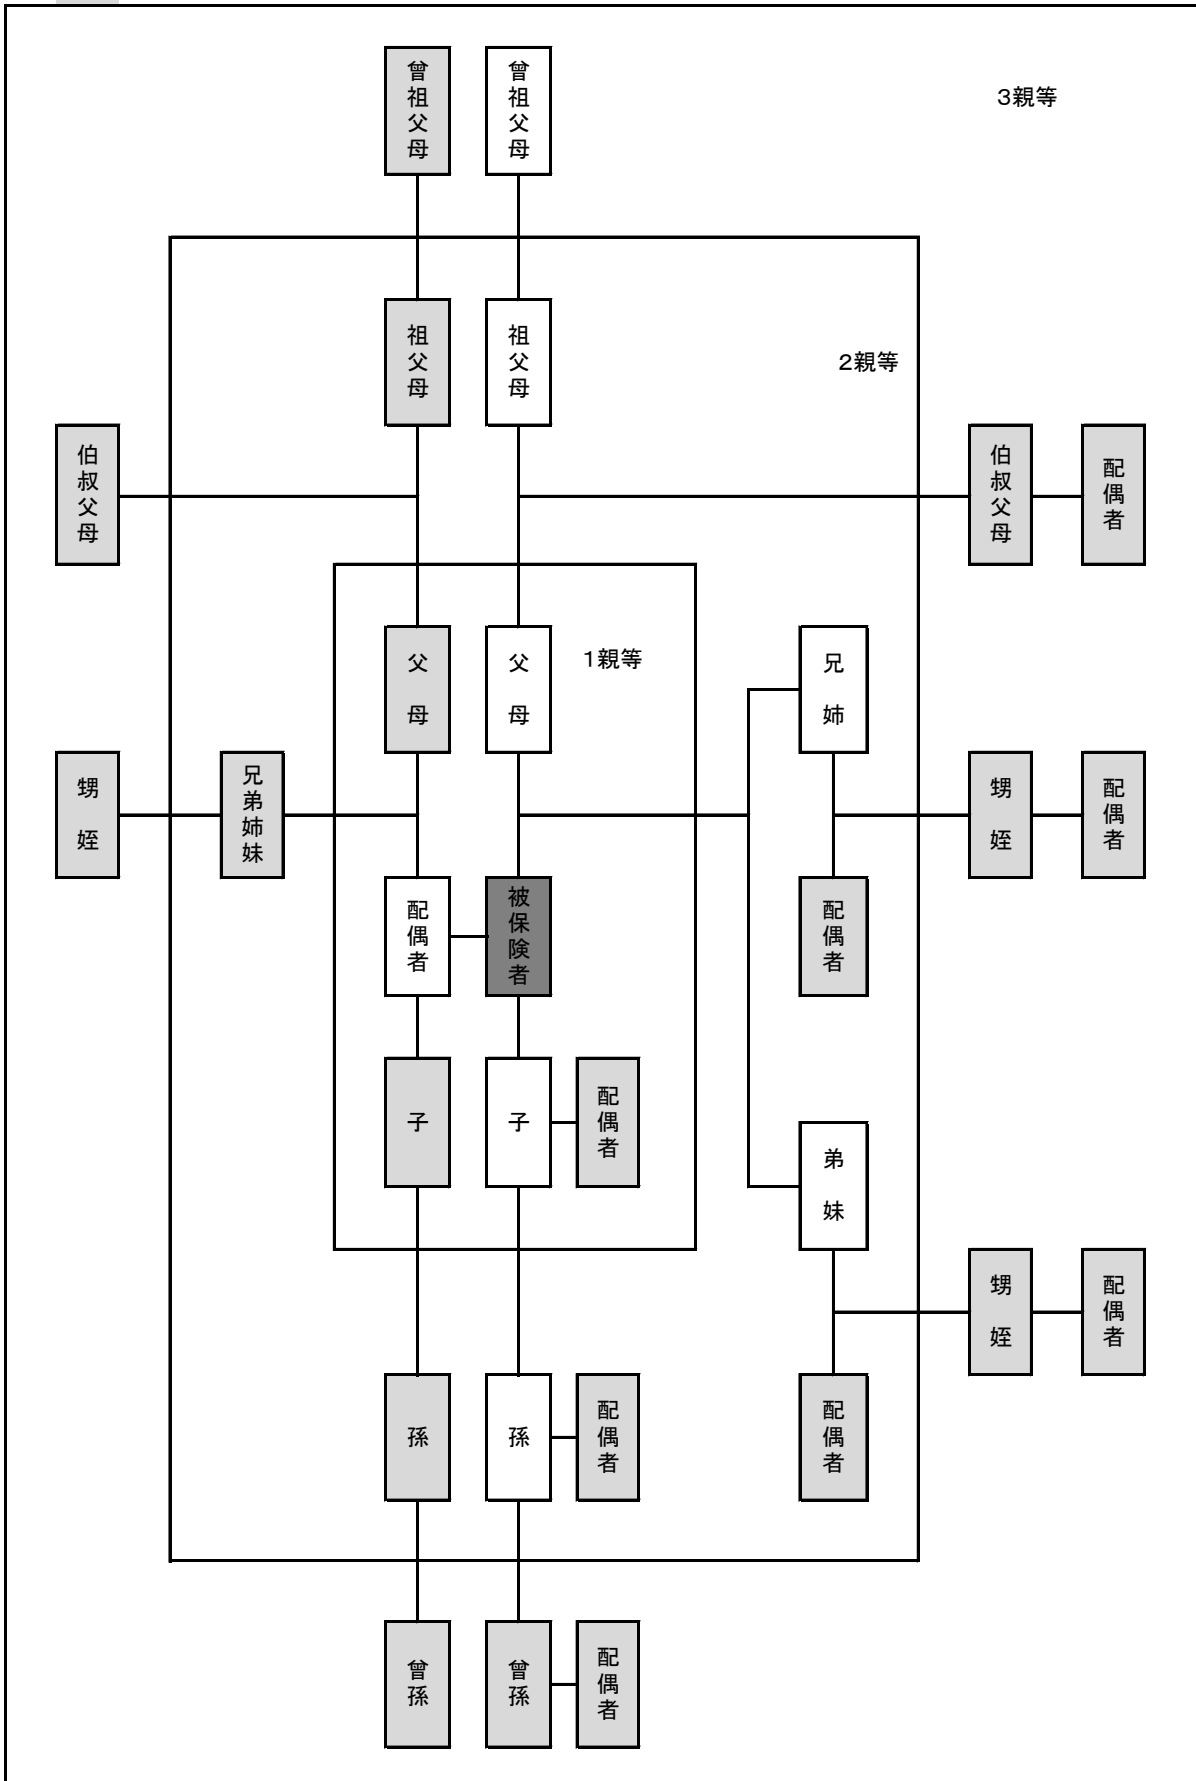 曾祖父母
曾祖父母
3親等
祖父母
祖父母
2親等
伯叔父母
伯叔父母
配偶者
父母
父母
1親等
兄姉
甥姪
兄弟姉妹
甥姪
配偶者
配偶者
被保険者
配偶者
子
子
配偶者
弟妹
甥姪
配偶者
孫
孫
配偶者
配偶者
曾孫
曾孫
配偶者